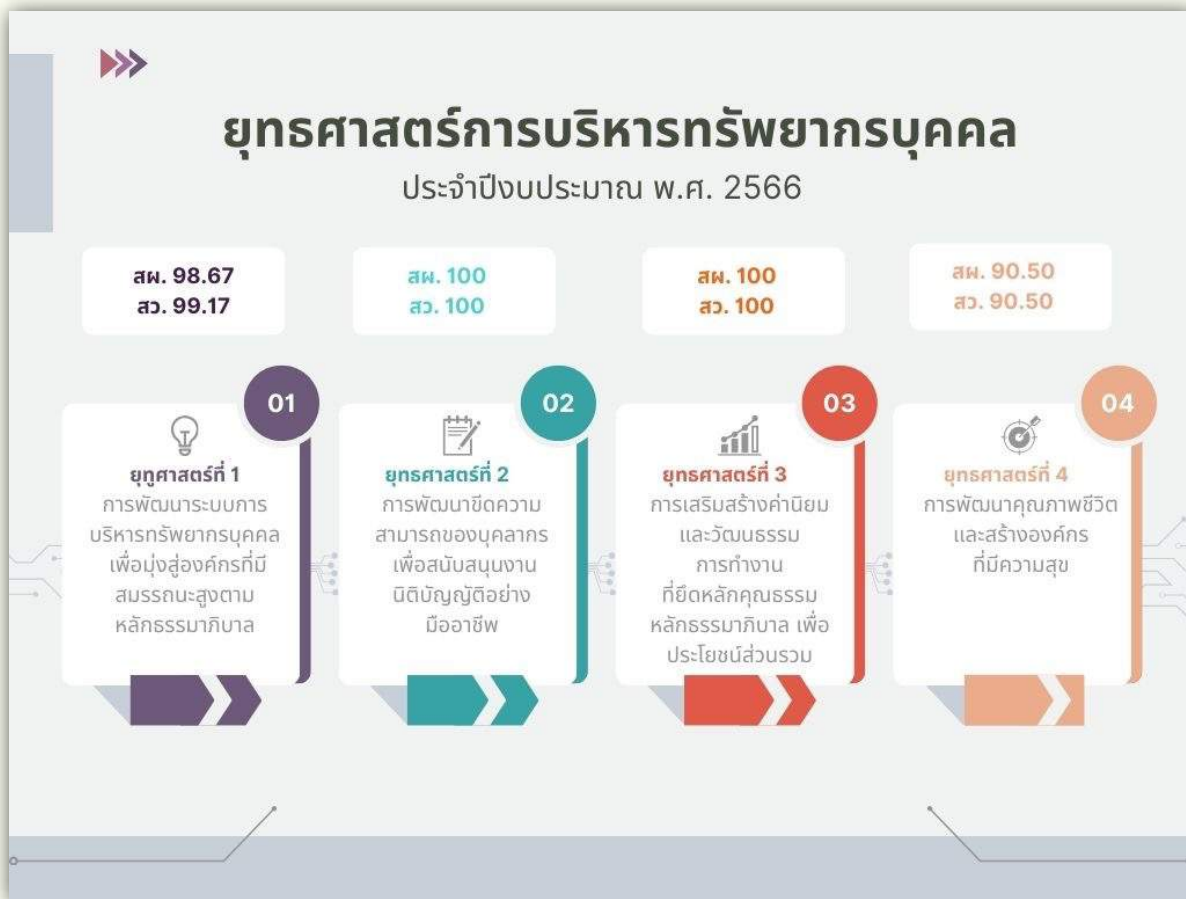 ยุทธศาสตร์การบริหารทรัพยากรบุคคล
ประจำปีงบประมาณ พ.ศ. 2566
สผ. 98.67
สว. 99.17
สผ. 100
สว. 100
สผ. 100
สว. 100
สผ. 90.50
สว. 90.50
01
ยุทูศาสตร์ที่ 1
การพัฒนาระบบการ
บริหารทรัพยากรบุคคล
เพื่อมุ่งสู่องค์กรที่มี
สมรรถนะสูงตาม
หลักธรรมาภิบาล
02
ยุทธศาสตร์ที่ 2
การพัฒนาขีดความ
สามารถของบุคลากร
เพื่อสนับสนุนงาน
นิติบัญญัติอย่าง
มืออาชีพ
03
ยุทธศาสตร์ที่ 3
การเสริมสร้างค่านิยม
และวัฒนธรรม
การทำงาน
ที่ยึดหลักคุณธรรม
หลักธรรมาภิบาล เพื่อ
ประโยชน์ส่วนรวม
04
ยุทธศาสตร์ที่ 4
การพัฒนาคุณภาพชีวิต
และสร้างองค์กร
ที่มีความสุข